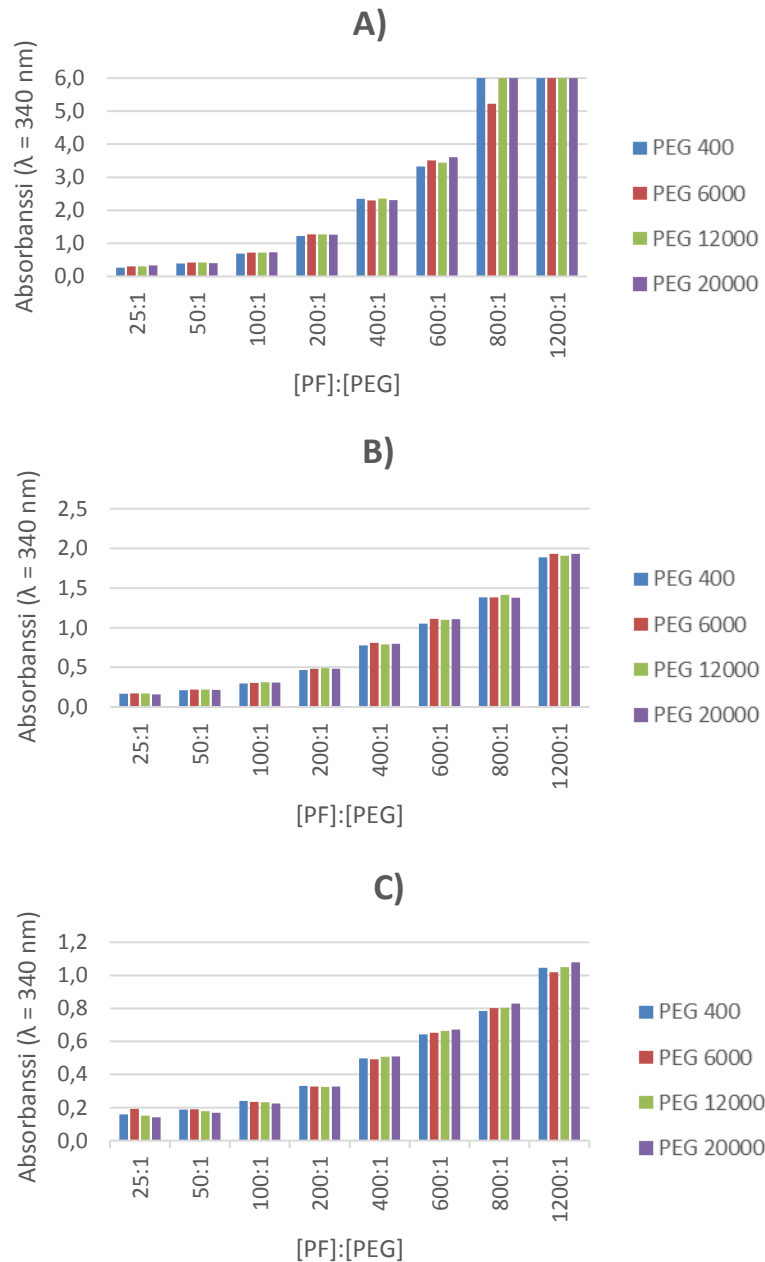 A)
Absorbanssi (λ = 340 nm)
6,0
5,0
4,0
3,0
2,0
1,0
0,0
25:1
50:1
100:1
200:1
400:1
600:1
800:1
1200:1
[PF]:[PEG]
PEG 400
PEG 6000
PEG 12000
PEG 20000
B)
Absorbanssi (λ = 340 nm)
2,5
2,0
1,5
1,0
0,5
0,0
25:1
50:1
100:1
200:1
400:1
600:1
800:1
1200:1
[PF]:[PEG]
PEG 400
PEG 6000
PEG 12000
PEG 20000
C)
Absorbanssi (λ = 340 nm)
1,2
1,0
0,8
0,6
0,4
0,2
0,0
25:1
50:1
100:1
200:1
400:1
600:1
800:1
1200:1
[PF]:[PEG]
PEG 400
PEG 6000
PEG 12000
PEG 20000